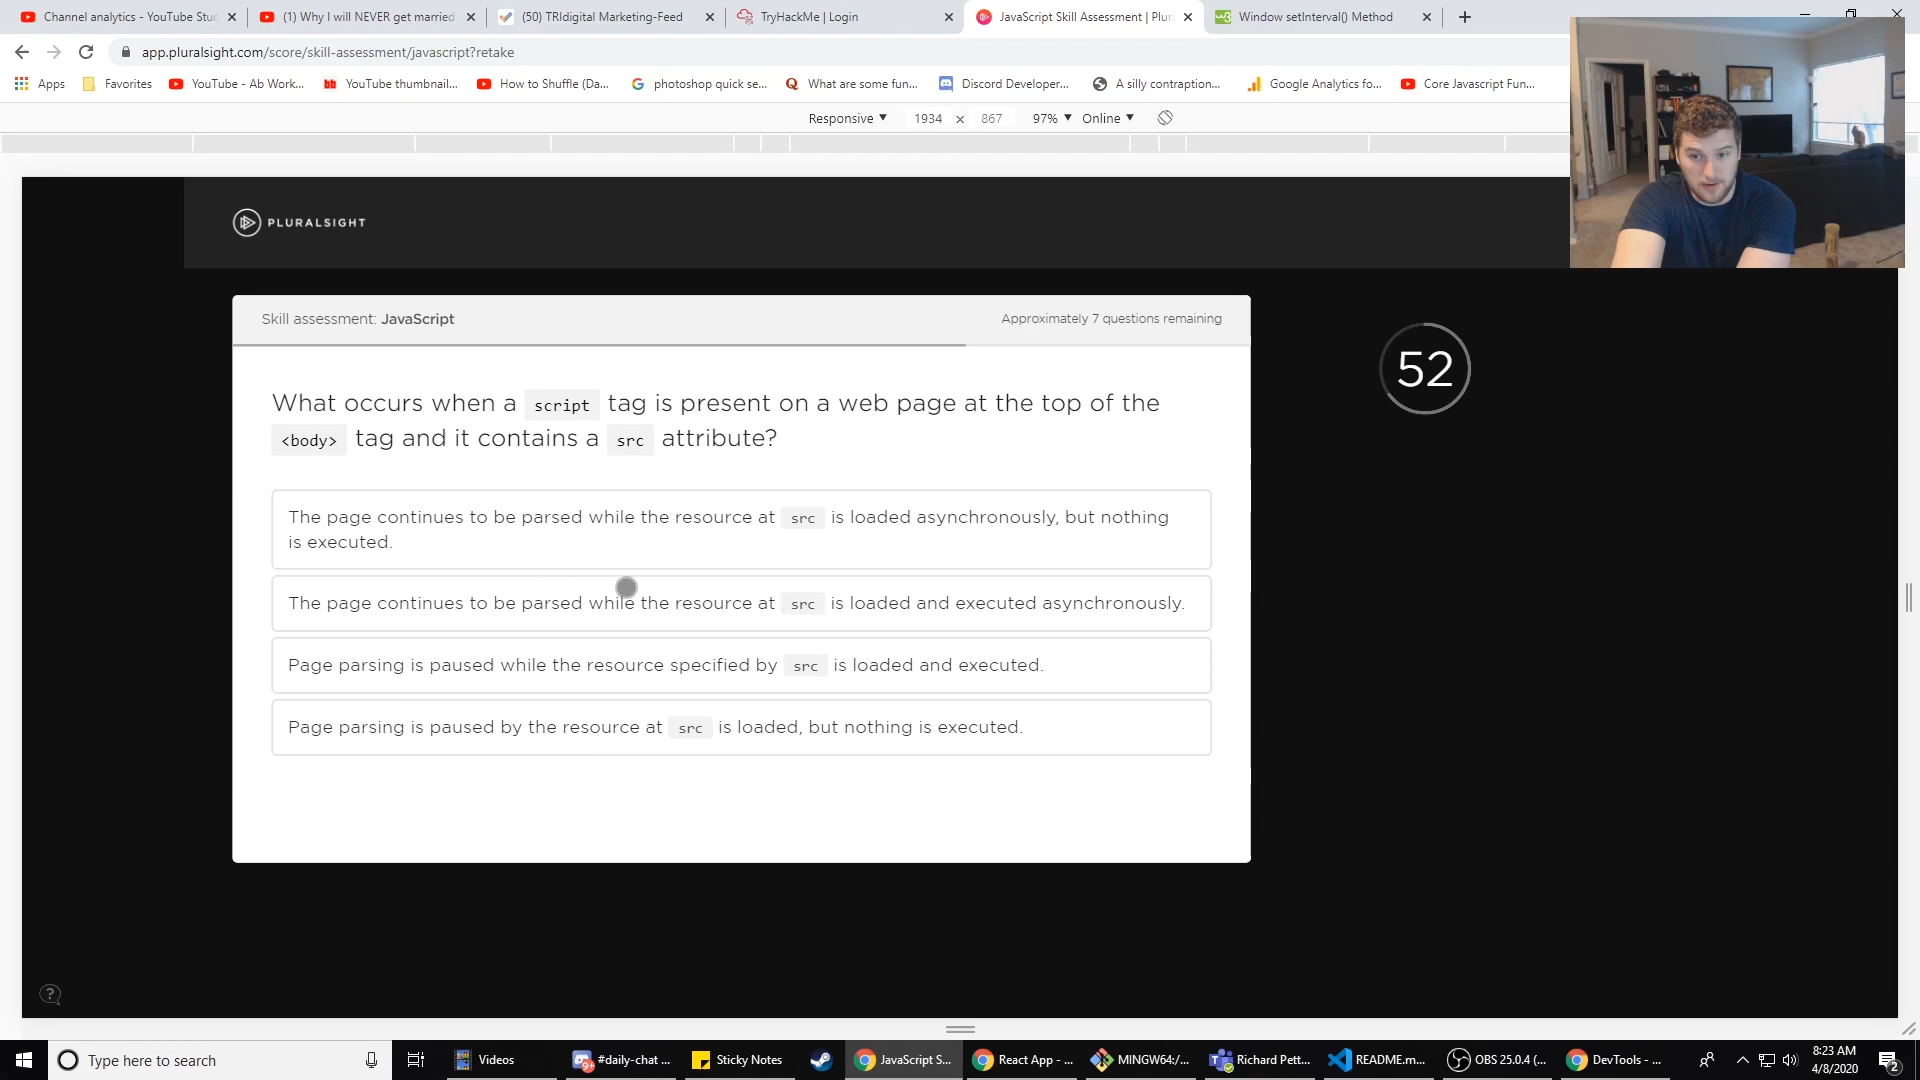 Channel analytics - YouTube Stu
(1) Why I will NEVER get married
(50) TRIdigital Marketing-Feed
TryHackMe | Login
JavaScript Skill Assessment | Plur
Window setInterval() Method
app.pluralsight.com/score/skill-assessment/javascript?retake
Apps
Favorites
YouTube - Ab Work...
YouTube thumbnail...
How to Shuffle (Da...
photoshop quick se...
What are some fun...
Discord Developer...
A silly contraption...
Google Analytics fo...
Core Javascript Fun...
Responsive
1934 x 867
97%
Online
PLURALSIGHT
Skill assessment: JavaScript
Approximately 7 questions remaining
52
What occurs when a script tag is present on a web page at the top of the
<body> tag and it contains a src attribute?
The page continues to be parsed while the resource at src is loaded asynchronously, but nothing
is executed.
The page continues to be parsed while the resource at src is loaded and executed asynchronously.
Page parsing is paused while the resource specified by src is loaded and executed.
Page parsing is paused by the resource at src is loaded, but nothing is executed.
?
Type here to search
Videos
9+
#daily-chat ...
Sticky Notes
JavaScript S...
React App - ...
MINGW64:/...
Richard Pett...
README.m...
OBS 25.0.4 (...
DevTools - ...
8:23 AM
4/8/2020
2